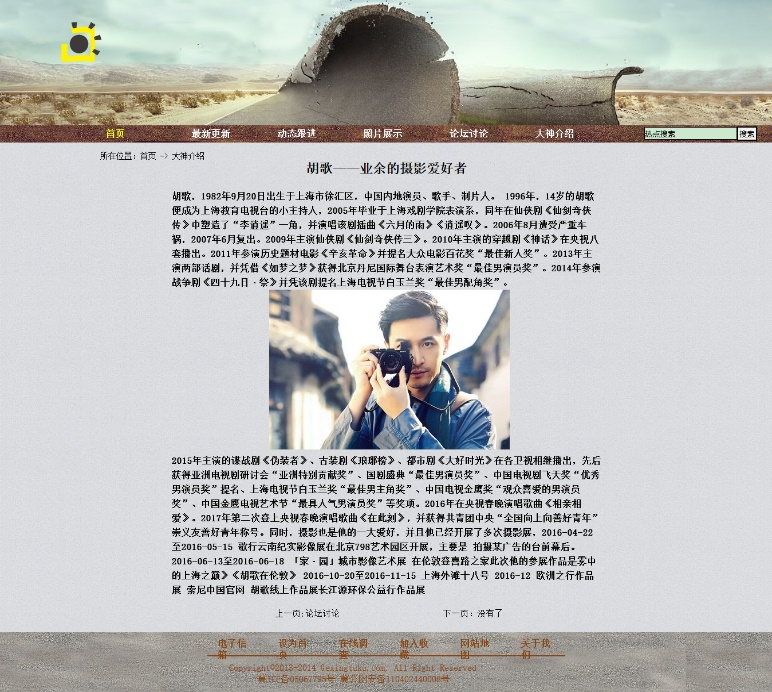 首页 最新更新 动态跟进 照片展示 论坛讨论 大神介绍 热点搜索 搜索
所在位置：首页 -> 大神介绍
胡歌——业余的摄影爱好者
胡歌，1982年9月20日出生于上海市徐汇区，中国内地演员、歌手、制片人。 1996年，14岁的胡歌
便成为上海教育电视台的小主持人，2005年毕业于上海戏剧学院表演系，同年在仙侠剧《仙剑奇侠
传》中塑造了“李逍遥”一角，并演唱该剧插曲《六月的雨》《逍遥叹》。2006年8月遭受严重车
祸，2007年6月复出。2009年主演仙侠剧《仙剑奇侠传三》。2010年主演的穿越剧《神话》在央视八
套播出。2011年参演历史题材电影《辛亥革命》并提名大众电影百花奖“最佳新人奖”。2013年主
演两部话剧，并凭借《如梦之梦》获得北京丹尼国际舞台表演艺术奖“最佳男演员奖”。2014年参演
战争剧《四十九日·祭》并凭该剧提名上海电视节白玉兰奖“最佳男配角奖”。
2015年主演的谍战剧《伪装者》、古装剧《琅琊榜》、都市剧《大好时光》在各卫视相继播出，先后
获得亚洲电视剧研讨会“亚洲特别贡献奖”、国剧盛典“最佳男演员奖”、中国电视剧飞天奖“优秀
男演员奖”提名、上海电视节白玉兰奖“最佳男主角奖”、中国电视金鹰奖“观众喜爱的男演员
奖”、中国金鹰电视艺术节“最具人气男演员奖”等奖项。2016年在央视春晚演唱歌曲《相亲相
爱》。2017年第二次登上央视春晚演唱歌曲《在此刻》，并获得共青团中央“全国向上向善好青年”
崇义友善好青年称号。同时，摄影也是他的一大爱好，并且他已经开展了多次摄影展，2016-04-22
至2016-05-15 歌行云南纪实影像展在北京798艺术园区开展，主要是 拍摄某广告的台前幕后。
2016-06-13至2016-06-18 「家·园」城市影像艺术展 在伦敦登喜路之家此次他的参展作品是雾中
的上海之巅》《胡歌在伦敦》 2016-10-20至2016-11-15 上海外滩十八号 2016-12 欧洲之行作品
展 索尼中国官网 胡歌线上作品展长江源环保公益行作品展
上一页:论坛讨论 下一页：没有了
电子信箱 设为首页 在线调查 加入收藏 网站地图 关于我们